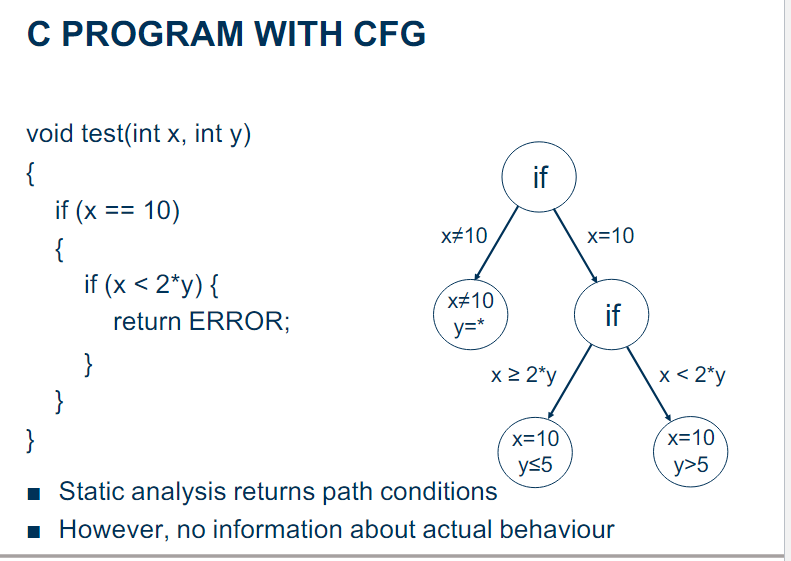 C PROGRAM WITH CFG
void test(int x, int y)
{
if (x == 10)
{
if (x < 2*y) {
return ERROR;
}
}
}
if
x≠10
x=10
x≠10
y=*
if
x ≥ 2*y
x < 2*y
x=10
y≤5
x=10
y>5
■ Static analysis returns path conditions
■ However, no information about actual behaviour